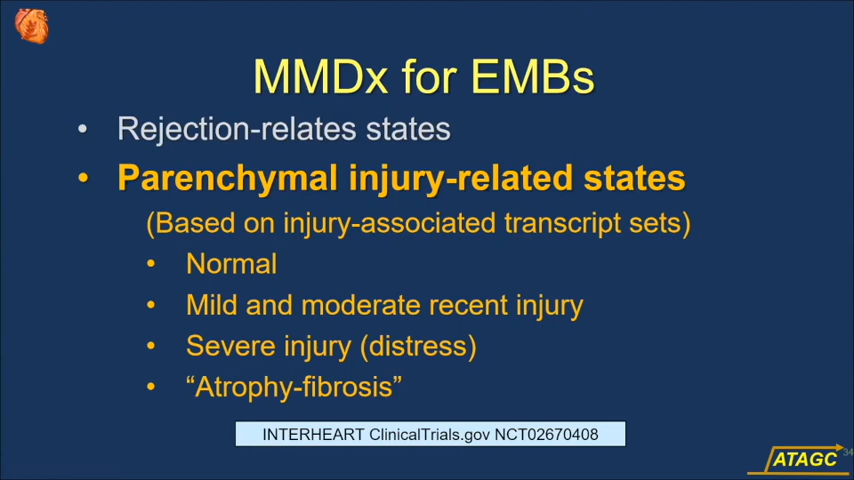 MMDx for EMBs
• Rejection-relates states
• Parenchymal injury-related states
(Based on injury-associated transcript sets)
• Normal
• Mild and moderate recent injury
• Severe injury (distress)
• “Atrophy-fibrosis”
INTERHEART ClinicalTrials.gov NCT02670408
34
ATAGC